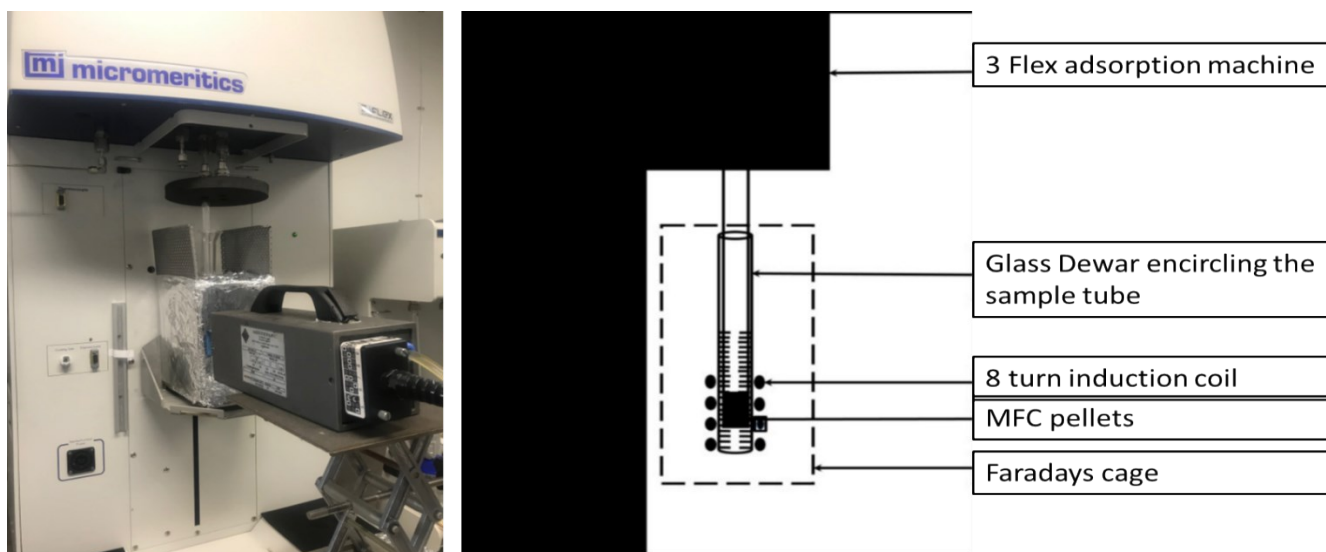 mi micromeritics
3 Flex adsorption machine
Glass Dewar encircling the
sample tube
8 turn induction coil
MFC pellets
Faradays cage